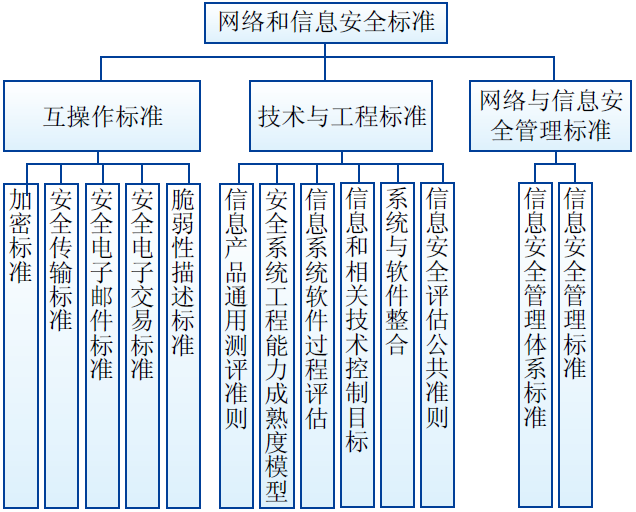 网络和信息安全标准
互操作标准
技术与工程标准
网络与信息安
全管理标准
加密标准
安全传输标准
安全电子邮件标准
安全电子交易标准
脆弱性描述标准
信息产品通用测评准则
安全系统工程能力成熟度模型
信息系统软件过程评估
信息和相关技术控制目标
系统与软件整合
信息安全评估公共准则
信息安全管理体系标准
信息安全管理标准